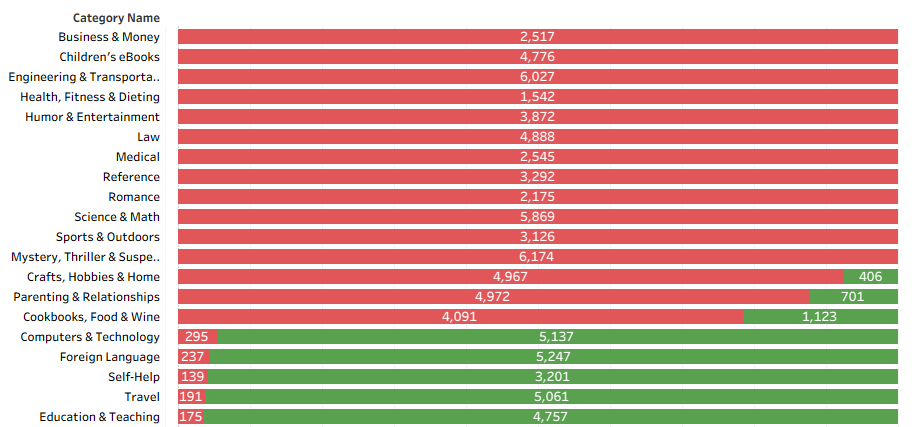 Category Name
Business & Money 2,517
Children's eBooks 4,776
Engineering & Transporta.. 6,027
Health, Fitness & Dieting 1,542
Humor & Entertainment 3,872
Law 4,888
Medical 2,545
Reference 3,292
Romance 2,175
Science & Math 5,869
Sports & Outdoors 3,126
Mystery, Thriller & Suspe.. 6,174
Crafts, Hobbies & Home 4,967 406
Parenting & Relationships 4,972 701
Cookbooks, Food & Wine 4,091 1,123
Computers & Technology 295 5,137
Foreign Language 237 5,247
Self-Help 139 3,201
Travel 191 5,061
Education & Teaching 175 4,757